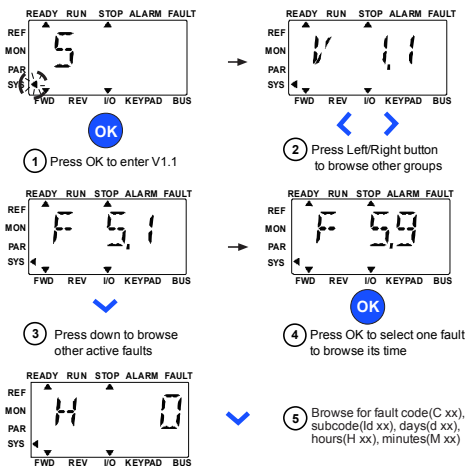 READY RUN STOP ALARM FAULT
REF
MON
PAR
SYS
S
FWD REV I/O KEYPAD BUS
READY RUN STOP ALARM FAULT
REF
MON
PAR
SYS
V 1.1
FWD REV I/O KEYPAD BUS
OK
1 Press OK to enter V1.1
2 Press Left/Right button
to browse other groups
READY RUN STOP ALARM FAULT
REF
MON
PAR
SYS
F 5.1
FWD REV I/O KEYPAD BUS
READY RUN STOP ALARM FAULT
REF
MON
PAR
SYS
F 5.9
FWD REV I/O KEYPAD BUS
3 Press down to browse
other active faults
OK
4 Press OK to select one fault
to browse its time
READY RUN STOP ALARM FAULT
REF
MON
PAR
SYS
H 0
FWD REV I/O KEYPAD BUS
5 Browse for fault code(C xx),
subcode(Id xx), days(d xx),
hours(H xx), minutes(M xx)